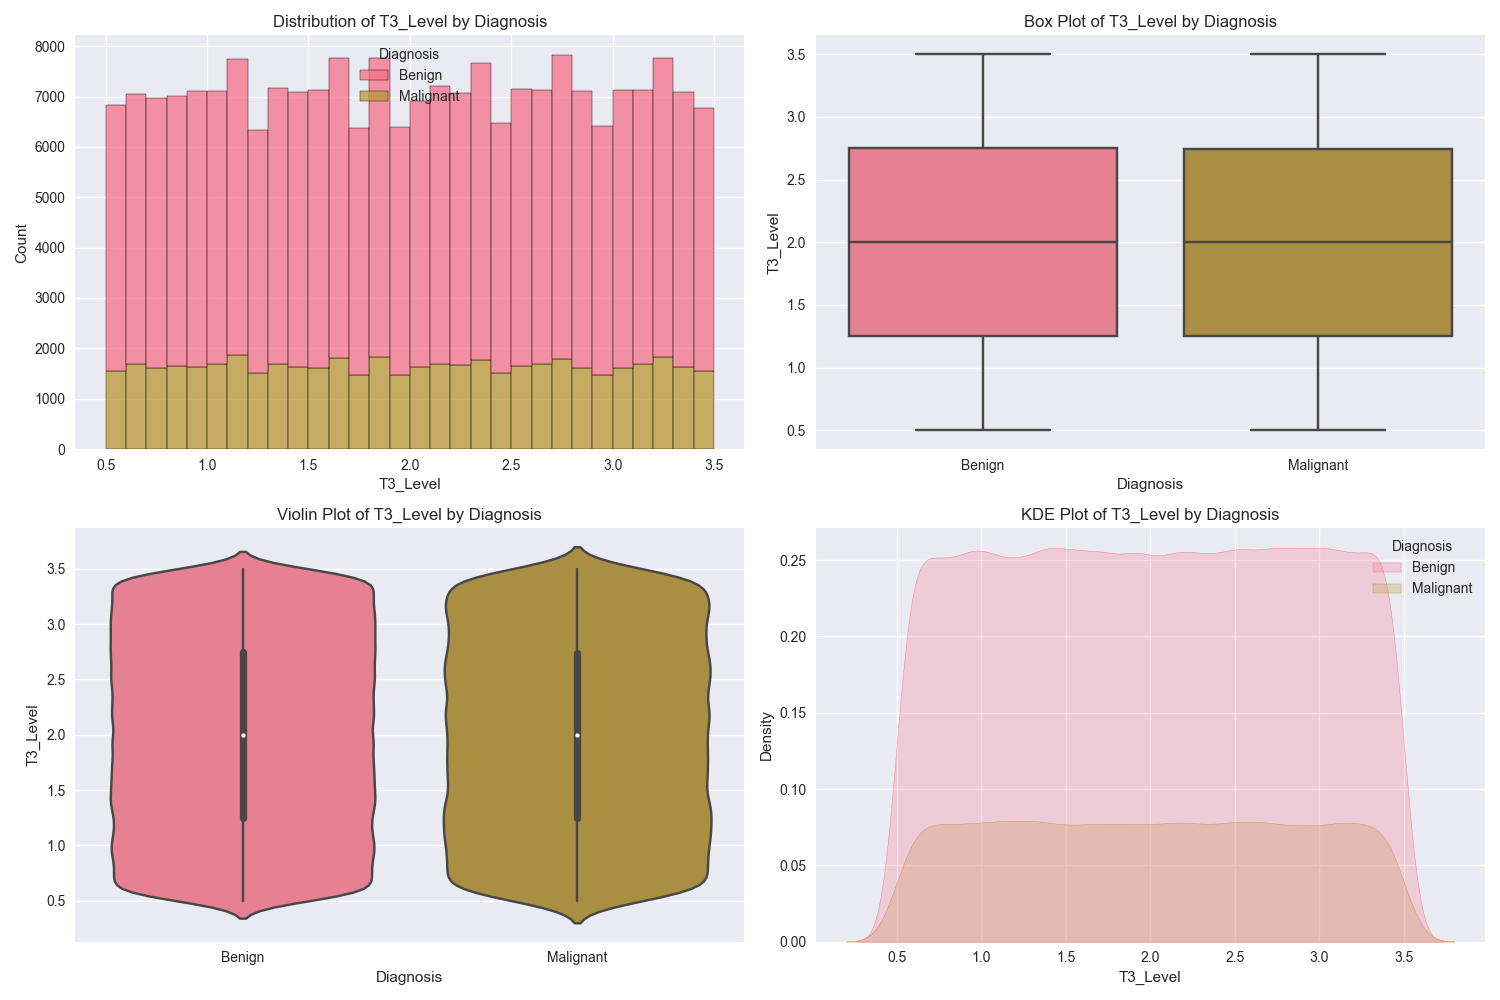 Distribution of T3_Level by Diagnosis
8000
7000
6000
5000
4000
3000
2000
1000
0
Count
Diagnosis
Benign
Malignant
0.5 1.0 1.5 2.0 2.5 3.0 3.5
T3_Level
Box Plot of T3_Level by Diagnosis
3.5
3.0
2.5
2.0
1.5
1.0
0.5
T3_Level
Benign Malignant
Diagnosis
Violin Plot of T3_Level by Diagnosis
3.5
3.0
2.5
2.0
1.5
1.0
0.5
T3_Level
Benign Malignant
Diagnosis
KDE Plot of T3_Level by Diagnosis
0.25
0.20
0.15
0.10
0.05
0.00
Density
Diagnosis
Benign
Malignant
0.5 1.0 1.5 2.0 2.5 3.0 3.5
T3_Level